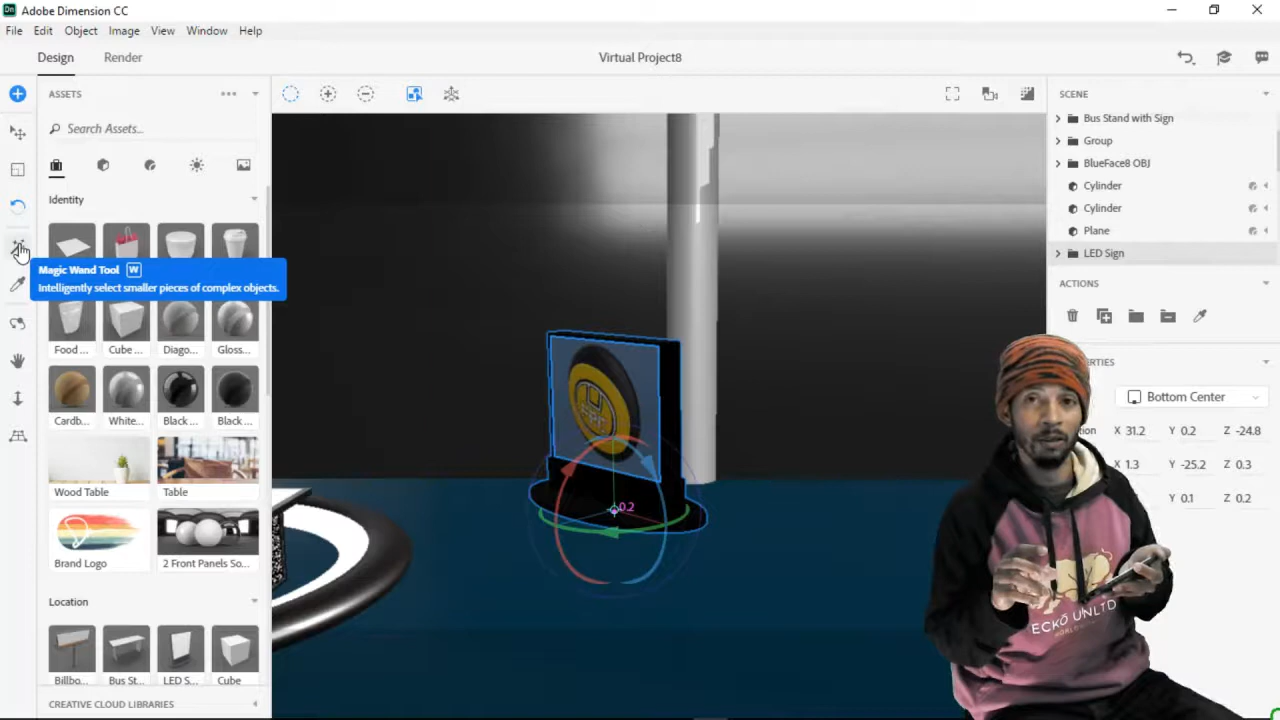 Adobe Dimension CC
File Edit Object Image View Window Help
Design Render Virtual Project8
ASSETS
Search Assets...
Identity
Magic Wand Tool W
Intelligently select smaller pieces of complex objects.
Food ... Cube ... Diago... Gloss...
Cardb... White... Black ... Black ...
Wood Table Table
Brand Logo 2 Front Panels So...
Location
Billbo... Bus St... LED S... Cube
CREATIVE CLOUD LIBRARIES
0.2
SCENE
Bus Stand with Sign
Group
BlueFace8 OBJ
Cylinder
Cylinder
Plane
LED Sign
ACTIONS
ERTIES
Bottom Center
tion X 31.2 Y 0.2 Z -24.8
X 1.3 Y -25.2 Z 0.3
Y 0.1 Z 0.2
ECKŌ UNLTD